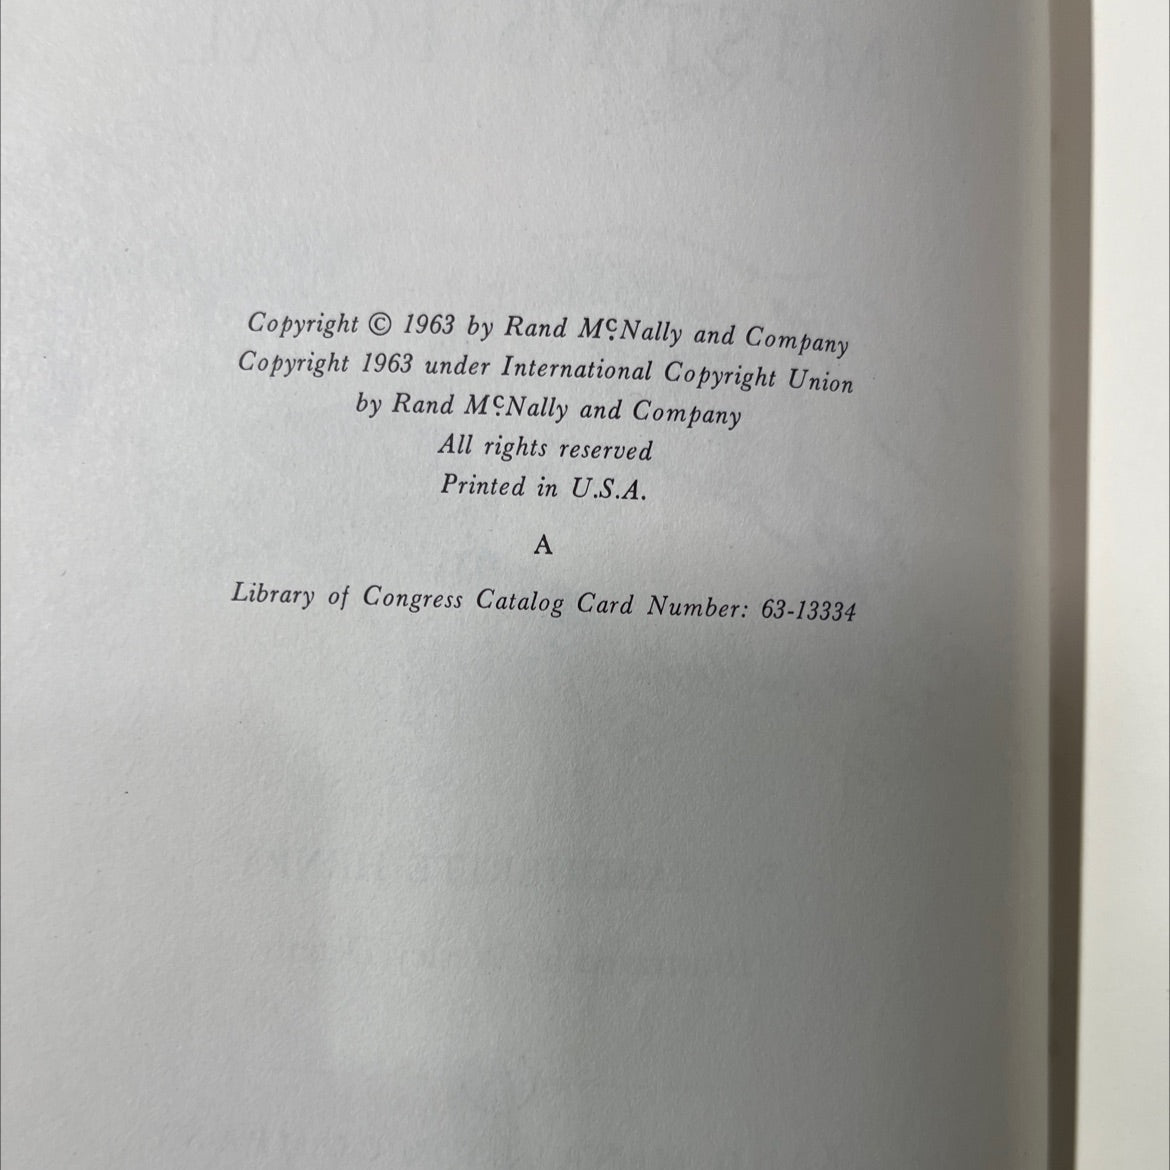 Copyright © 1963 by Rand McNally and Company
Copyright 1963 under International Copyright Union
by Rand McNally and Company
All rights reserved
Printed in U.S.A.
A
Library of Congress Catalog Card Number: 63-13334